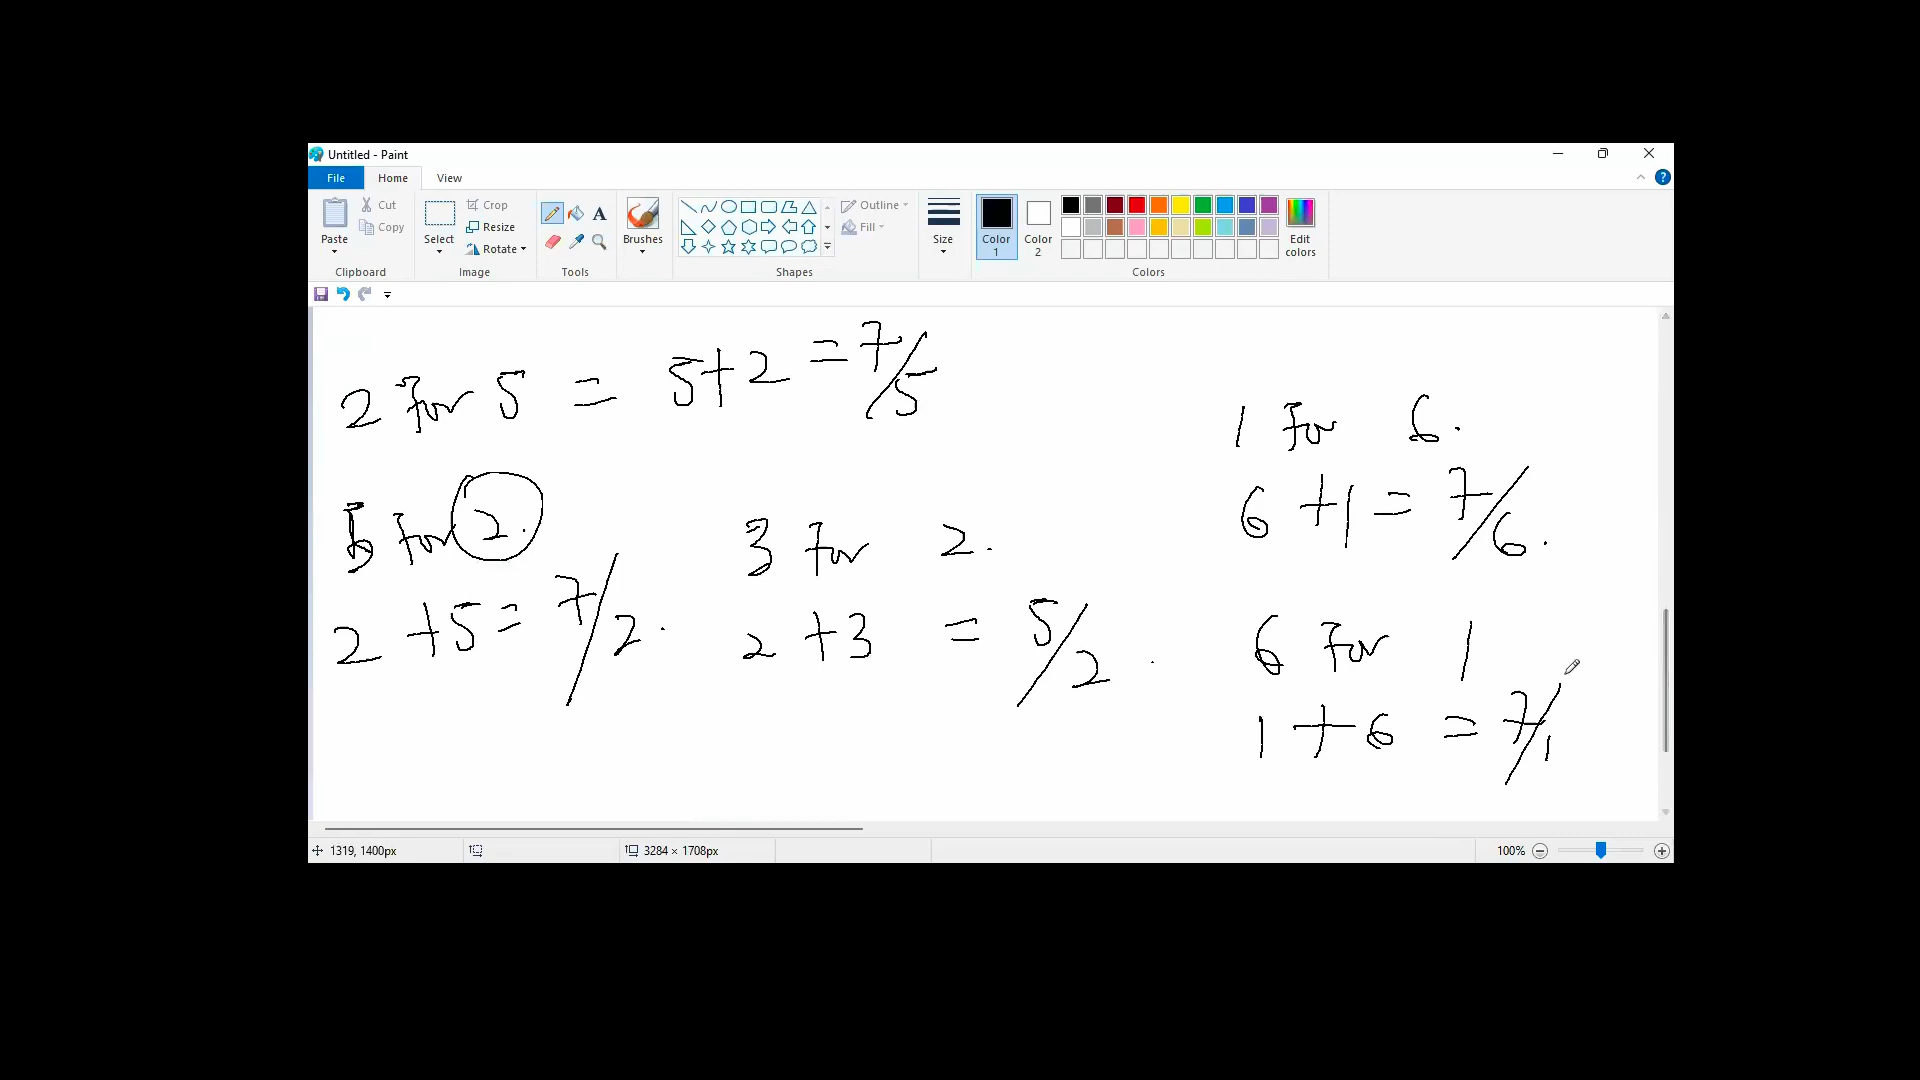 Untitled - Paint
File Home View
Paste
Cut
Copy
Clipboard
Select
Crop
Resize
Rotate
Image
Tools
Brushes
Shapes
Outline
Fill
Size
Color 1
Color 2
Colors
Edit colors
2 for 5 = 5+2 = 7/5
5 for 2.
2 +5 = 7/2.
3 for 2.
2 +3 = 5/2
1 for 6.
6 +1 = 7/6.
6 for 1
1 + 6 = 7/1
1319, 1400px
3284 × 1708px
100%